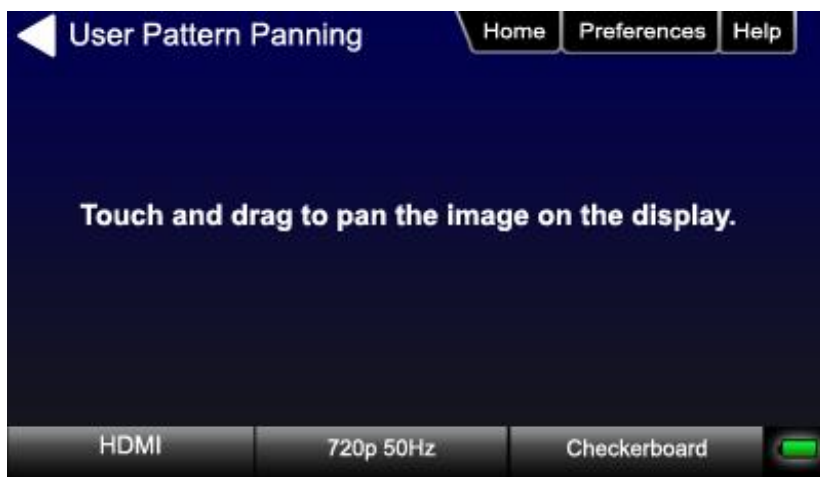 User Pattern Panning
Home
Preferences
Help
Touch and drag to pan the image on the display.
HDMI
720p 50Hz
Checkerboard